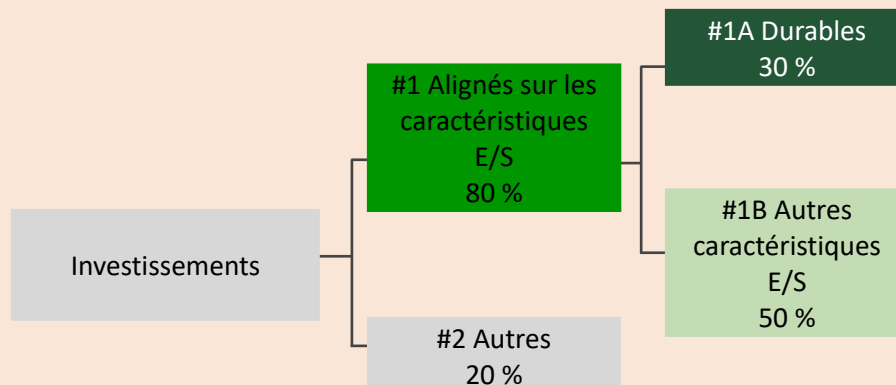 #1A Durables
30 %
#1 Alignés sur les
caractéristiques
E/S
80 %
#1B Autres
caractéristiques
E/S
50 %
Investissements
#2 Autres
20 %